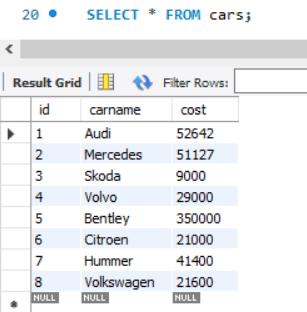 20 SELECT * FROM cars;
Result Grid Filter Rows:
id carname cost
1 Audi 52642
2 Mercedes 51127
3 Skoda 9000
4 Volvo 29000
5 Bentley 350000
6 Citroen 21000
7 Hummer 41400
8 Volkswagen 21600
NULL NULL NULL